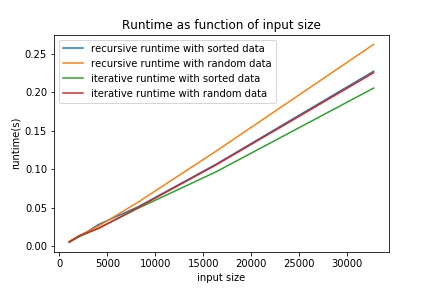 Runtime as function of input size
recursive runtime with sorted data
recursive runtime with random data
iterative runtime with sorted data
iterative runtime with random data
runtime(s)
0.25
0.20
0.15
0.10
0.05
0.00
0 5000 10000 15000 20000 25000 30000
input size